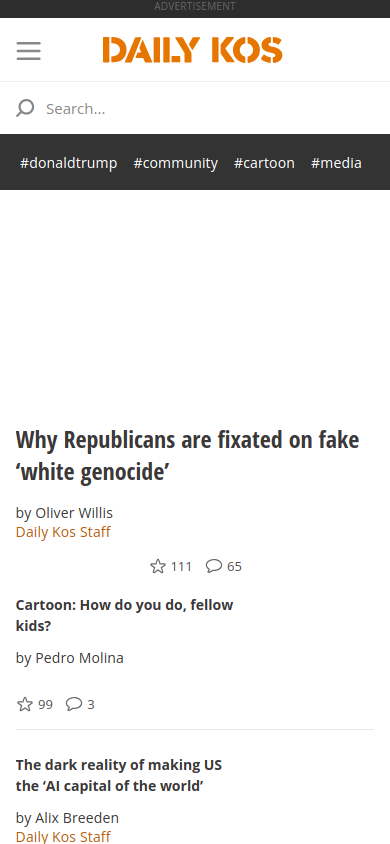 ADVERTISEMENT
DAILY KOS
Search...
#donaldtrump #community #cartoon #media
Why Republicans are fixated on fake
‘white genocide’
by Oliver Willis
Daily Kos Staff
111 65
Cartoon: How do you do, fellow
kids?
by Pedro Molina
99 3
The dark reality of making US
the ‘AI capital of the world’
by Alix Breeden
Daily Kos Staff